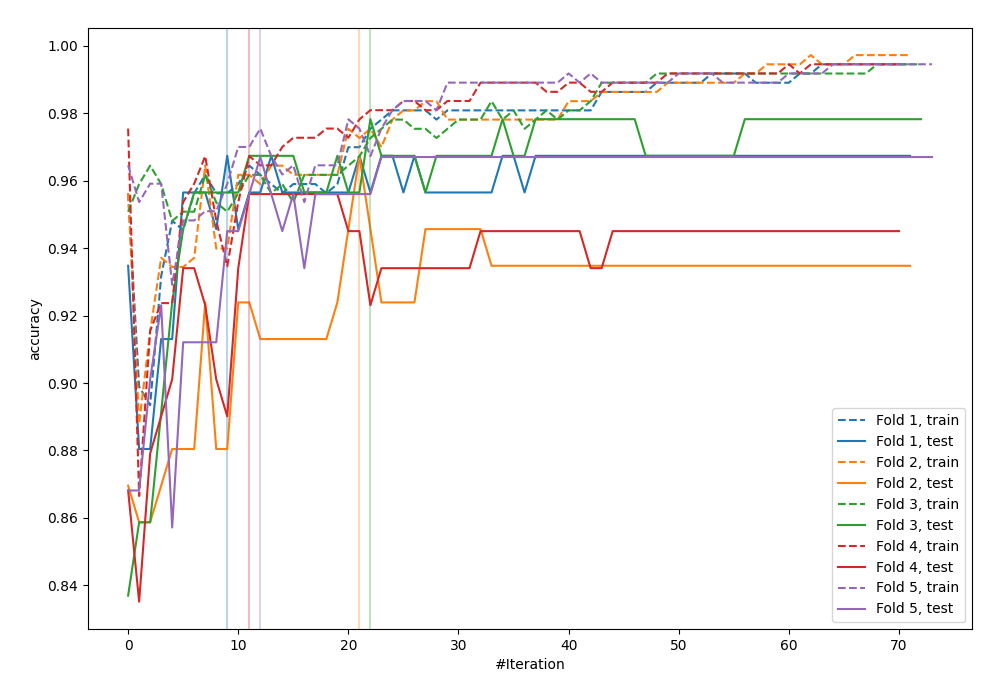 1.00
0.98
0.96
0.94
0.92
0.90
0.88
0.86
0.84
accuracy
0 10 20 30 40 50 60 70
#Iteration
Fold 1, train
Fold 1, test
Fold 2, train
Fold 2, test
Fold 3, train
Fold 3, test
Fold 4, train
Fold 4, test
Fold 5, train
Fold 5, test